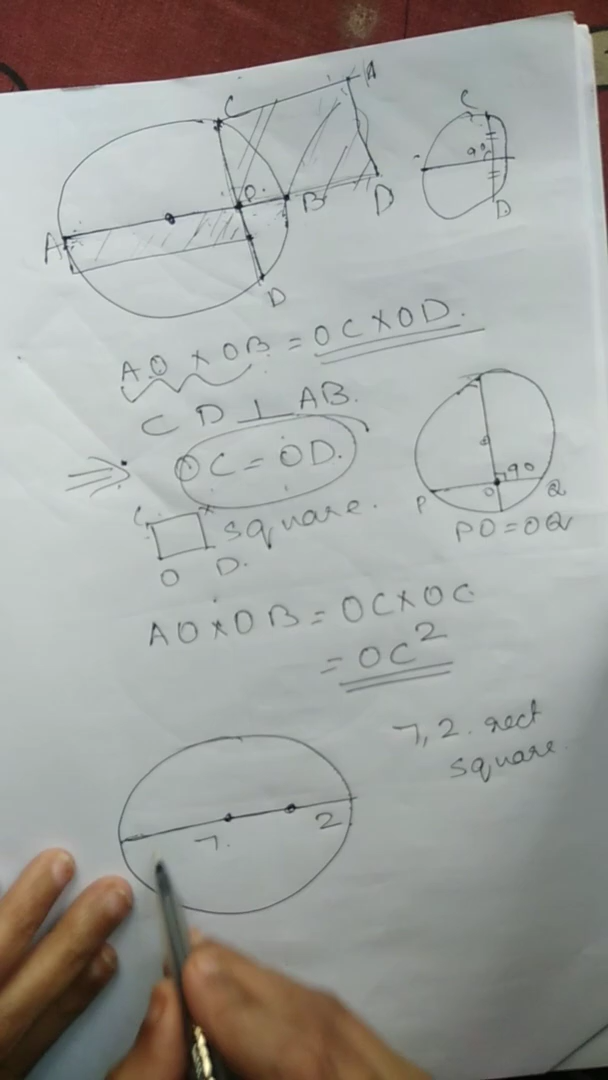 C
A
C
P.
B
D
90
A
D
D
AO X OB = OC X OD.
CD ⊥ AB.
⇒ OC = OD.
90
P
O
Q
PO = OQ
C
square.
O D.
AO X OB = OC X OC
= OC²
7, 2. rect
square.
7.
2